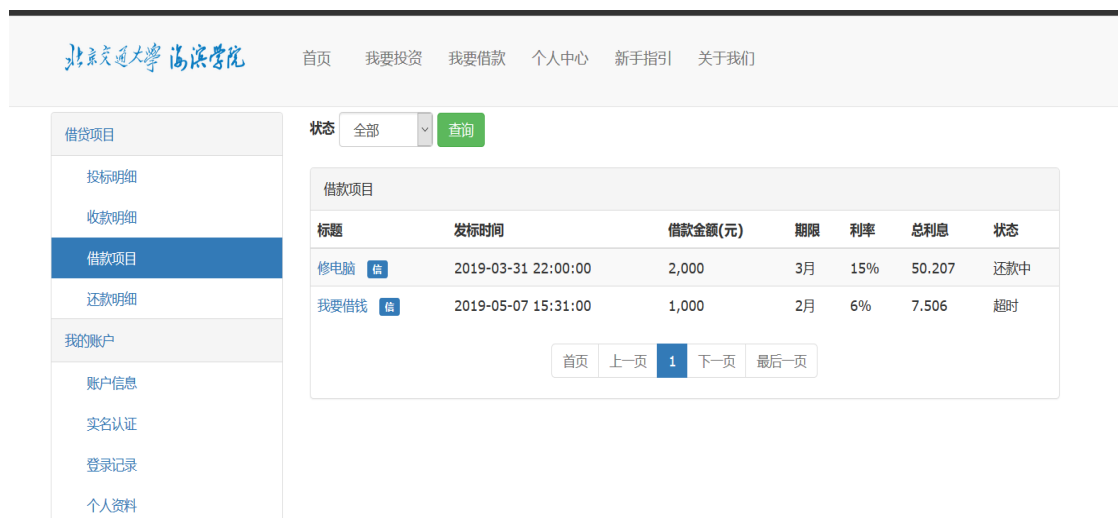 北京交通大學 海滨学院
首页 我要投资 我要借款 个人中心 新手指引 关于我们
借贷项目
投标明细
收款明细
借款项目
还款明细
我的账户
账户信息
实名认证
登录记录
个人资料
状态 全部 查询
借款项目
标题 发标时间 借款金额(元) 期限 利率 总利息 状态
修电脑 信 2019-03-31 22:00:00 2,000 3月 15% 50.207 还款中
我要借钱 信 2019-05-07 15:31:00 1,000 2月 6% 7.506 超时
首页 上一页 1 下一页 最后一页